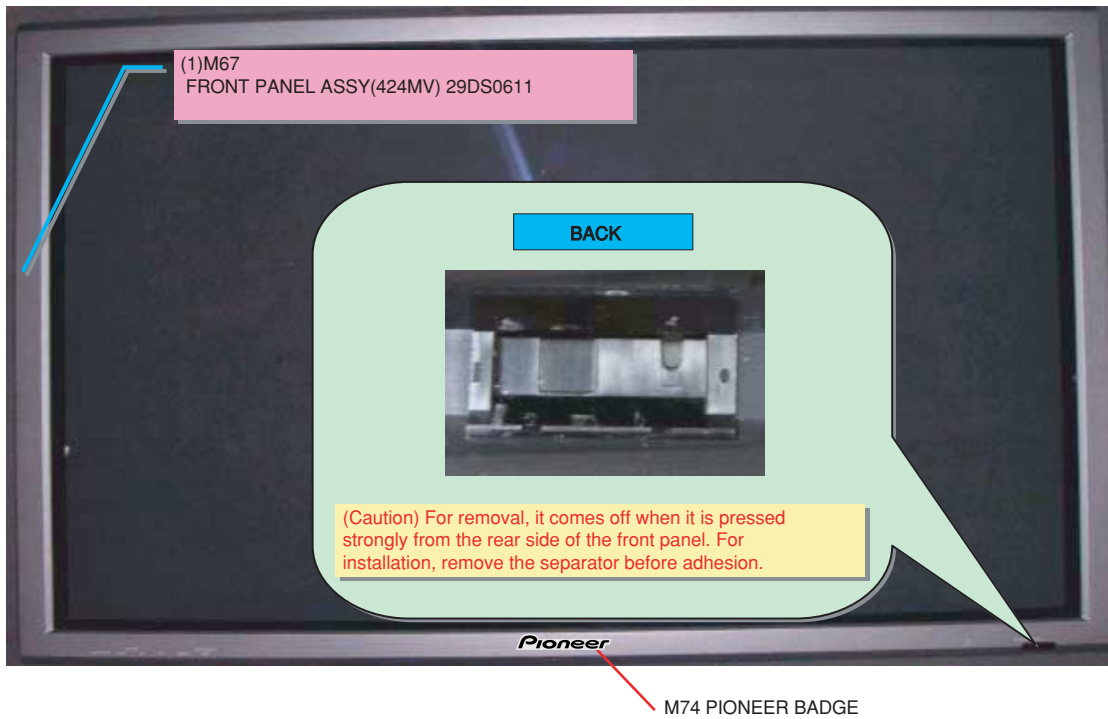 (1)M67
FRONT PANEL ASSY(424MV) 29DS0611
BACK
(Caution) For removal, it comes off when it is pressed
strongly from the rear side of the front panel. For
installation, remove the separator before adhesion.
Pioneer
M74 PIONEER BADGE